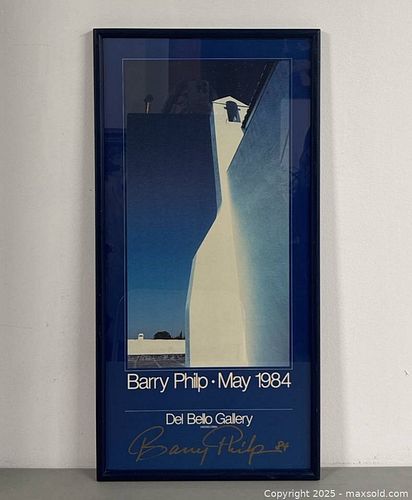 Barry Philp • May 1984
Del Bello Gallery
Barry Philp 84
Copyright © 2025 - maxsold.com